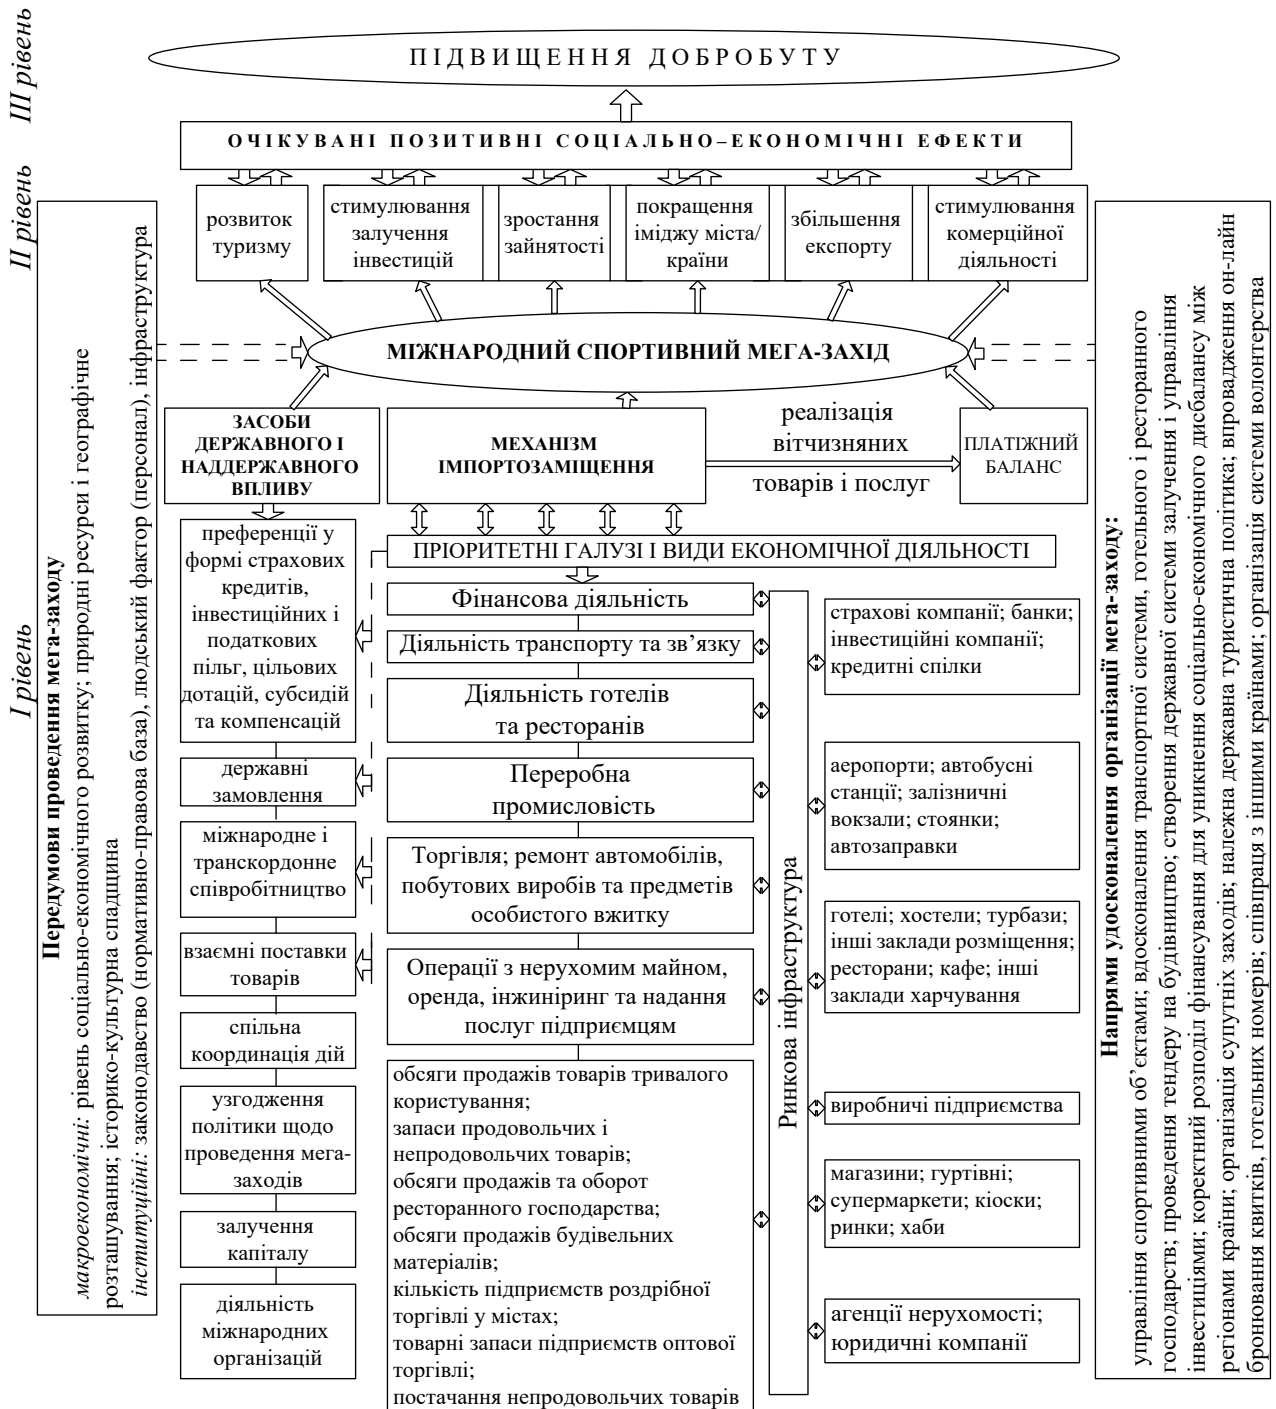 III рівень
ПІДВИЩЕННЯ ДОБРОБУТУ
ОЧІКУВАНІ ПОЗИТИВНІ СОЦІАЛЬНО–ЕКОНОМІЧНІ ЕФЕКТИ
II рівень
розвиток
туризму
стимулювання
залучення
інвестицій
зростання
зайнятості
покращення
іміджу міста/
країни
збільшення
експорту
стимулювання
комерційної
діяльності
МІЖНАРОДНИЙ СПОРТИВНИЙ МЕГА-ЗАХІД
I рівень
Передумови проведення мега-заходу
макроекономічні: рівень соціально-економічного розвитку; природні ресурси і географічне
розташування; історико-культурна спадщина
інституційні: законодавство (нормативно-правова база), людський фактор (персонал), інфраструктура
ЗАСОБИ
ДЕРЖАВНОГО І
НАДДЕРЖАВНОГО
ВПЛИВУ
МЕХАНІЗМ
ІМПОРТОЗАМІЩЕННЯ
реалізація
вітчизняних
товарів і послуг
ПЛАТІЖНИЙ
БАЛАНС
преференції у
формі страхових
кредитів,
інвестиційних і
податкових
пільг, цільових
дотацій, субсидій
та компенсацій
державні
замовлення
міжнародне і
транскордонне
співробітництво
взаємні поставки
товарів
спільна
координація дій
узгодження
політики щодо
проведення мега-
заходів
залучення
капіталу
діяльність
міжнародних
організацій
ПРІОРИТЕТНІ ГАЛУЗІ І ВИДИ ЕКОНОМІЧНОЇ ДІЯЛЬНОСТІ
Фінансова діяльність
Діяльність транспорту та зв’язку
Діяльність готелів
та ресторанів
Переробна
промисловість
Торгівля; ремонт автомобілів,
побутових виробів та предметів
особистого вжитку
Операції з нерухомим майном,
оренда, інжиніринг та надання
послуг підприємцям
обсяги продажів товарів тривалого
користування;
запаси продовольчих і
непродовольчих товарів;
обсяги продажів та оборот
ресторанного господарства;
обсяги продажів будівельних
матеріалів;
кількість підприємств роздрібної
торгівлі у містах;
товарні запаси підприємств оптової
торгівлі;
постачання непродовольчих товарів
Ринкова інфраструктура
страхові компанії; банки;
інвестиційні компанії;
кредитні спілки
аеропорти; автобусні
станції; залізничні
вокзали; стоянки;
автозаправки
готелі; хостели; турбази;
інші заклади розміщення;
ресторани; кафе; інші
заклади харчування
виробничі підприємства
магазини; гуртівні;
супермаркети; кіоски;
ринки; хаби
агенції нерухомості;
юридичні компанії
Напрями удосконалення організації мега-заходу:
управління спортивними об’єктами; вдосконалення транспортної системи, готельного і ресторанного
господарств; проведення тендеру на будівництво; створення державної системи залучення і управління
інвестиціями; коректний розподіл фінансування для уникнення соціально-економічного дисбалансу між
регіонами країни; організація супутніх заходів; належна державна туристична політика; впровадження он-лайн
бронювання квитків, готельних номерів; співпраця з іншими країнами; організація системи волонтерства